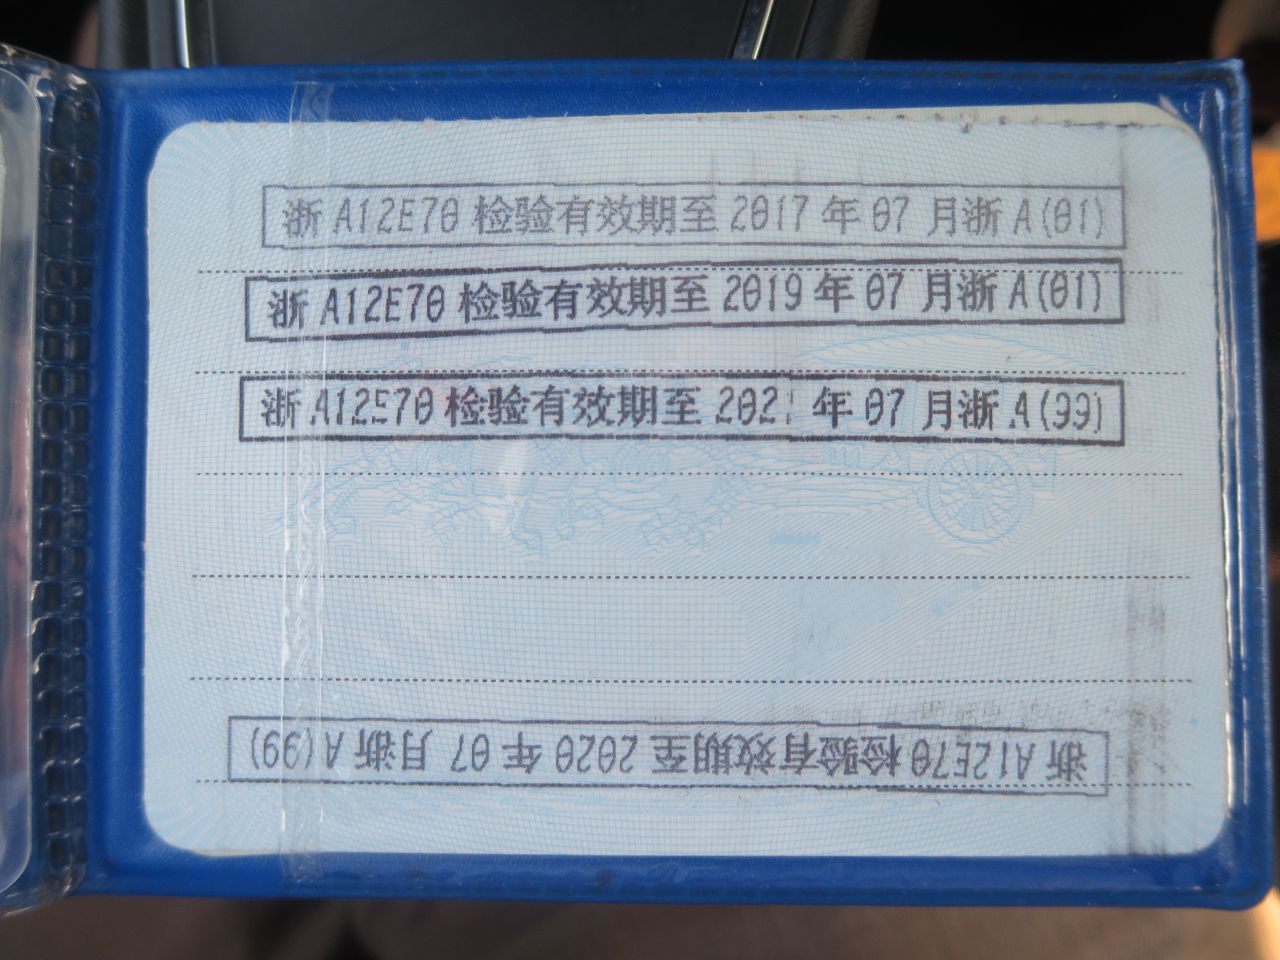 浙 A12E70 检验有效期至 2017 年 07 月浙 A(01)
浙 A12E70 检验有效期至 2019 年 07 月浙 A(01)
浙 A12E70 检验有效期至 2021 年 07 月浙 A(99)
浙 A12E70 检验有效期至 2020 年 07 月浙 A(99)